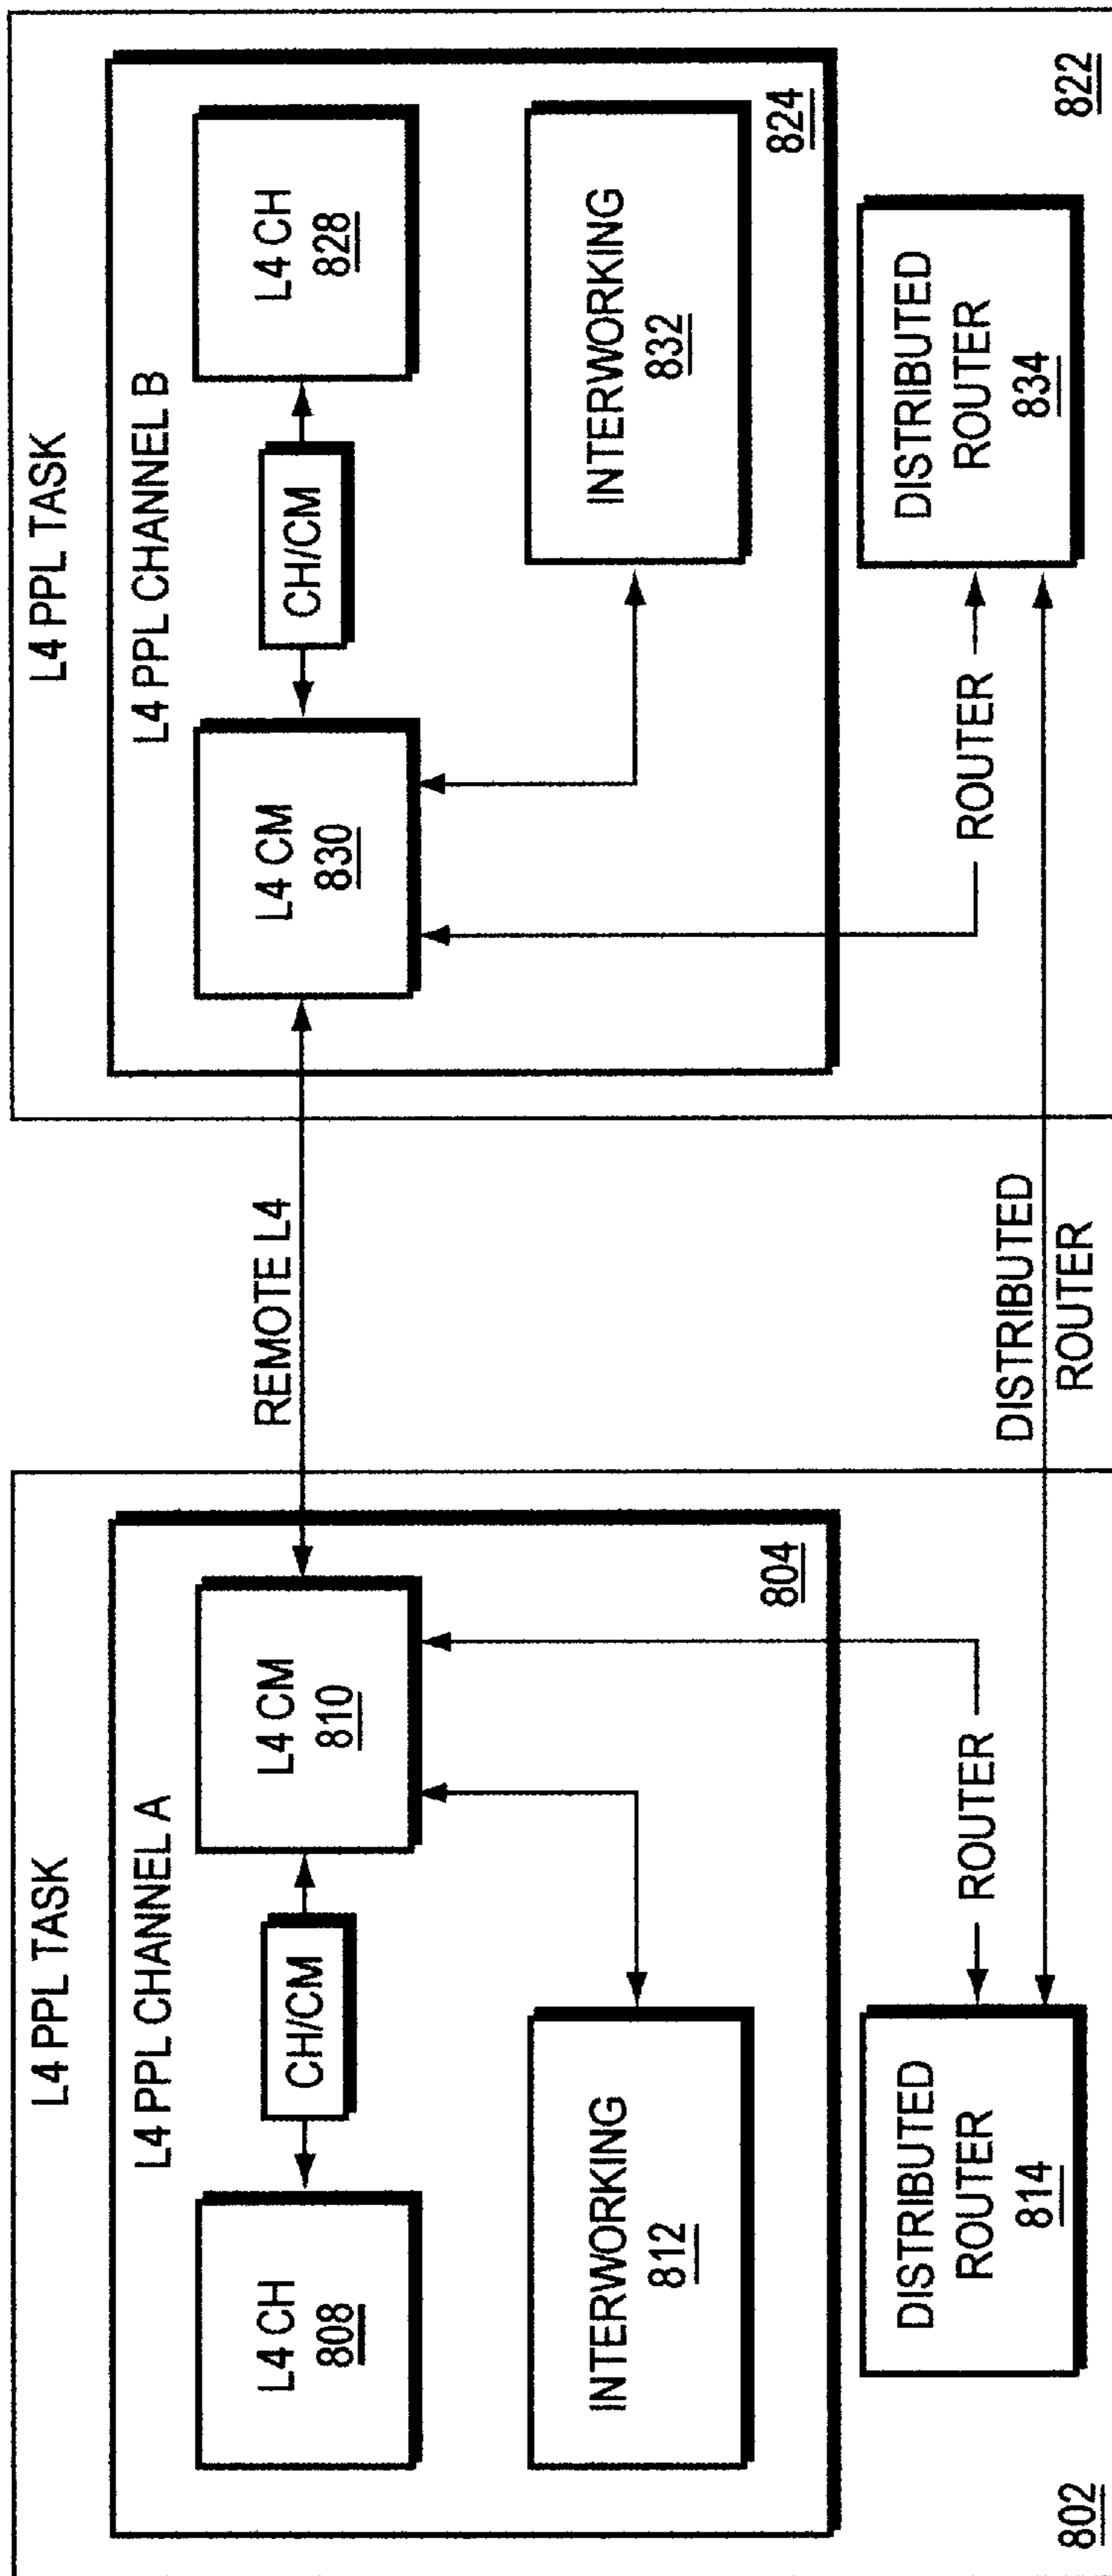 L4 PPL TASK
L4 PPL CHANNEL A
L4 CH
808
CH/CM
L4 CM
810
INTERWORKING
812
804
DISTRIBUTED
ROUTER
814
ROUTER
802
REMOTE L4
DISTRIBUTED
ROUTER
L4 PPL TASK
L4 PPL CHANNEL B
L4 CM
830
CH/CM
L4 CH
828
INTERWORKING
832
824
ROUTER
DISTRIBUTED
ROUTER
834
822